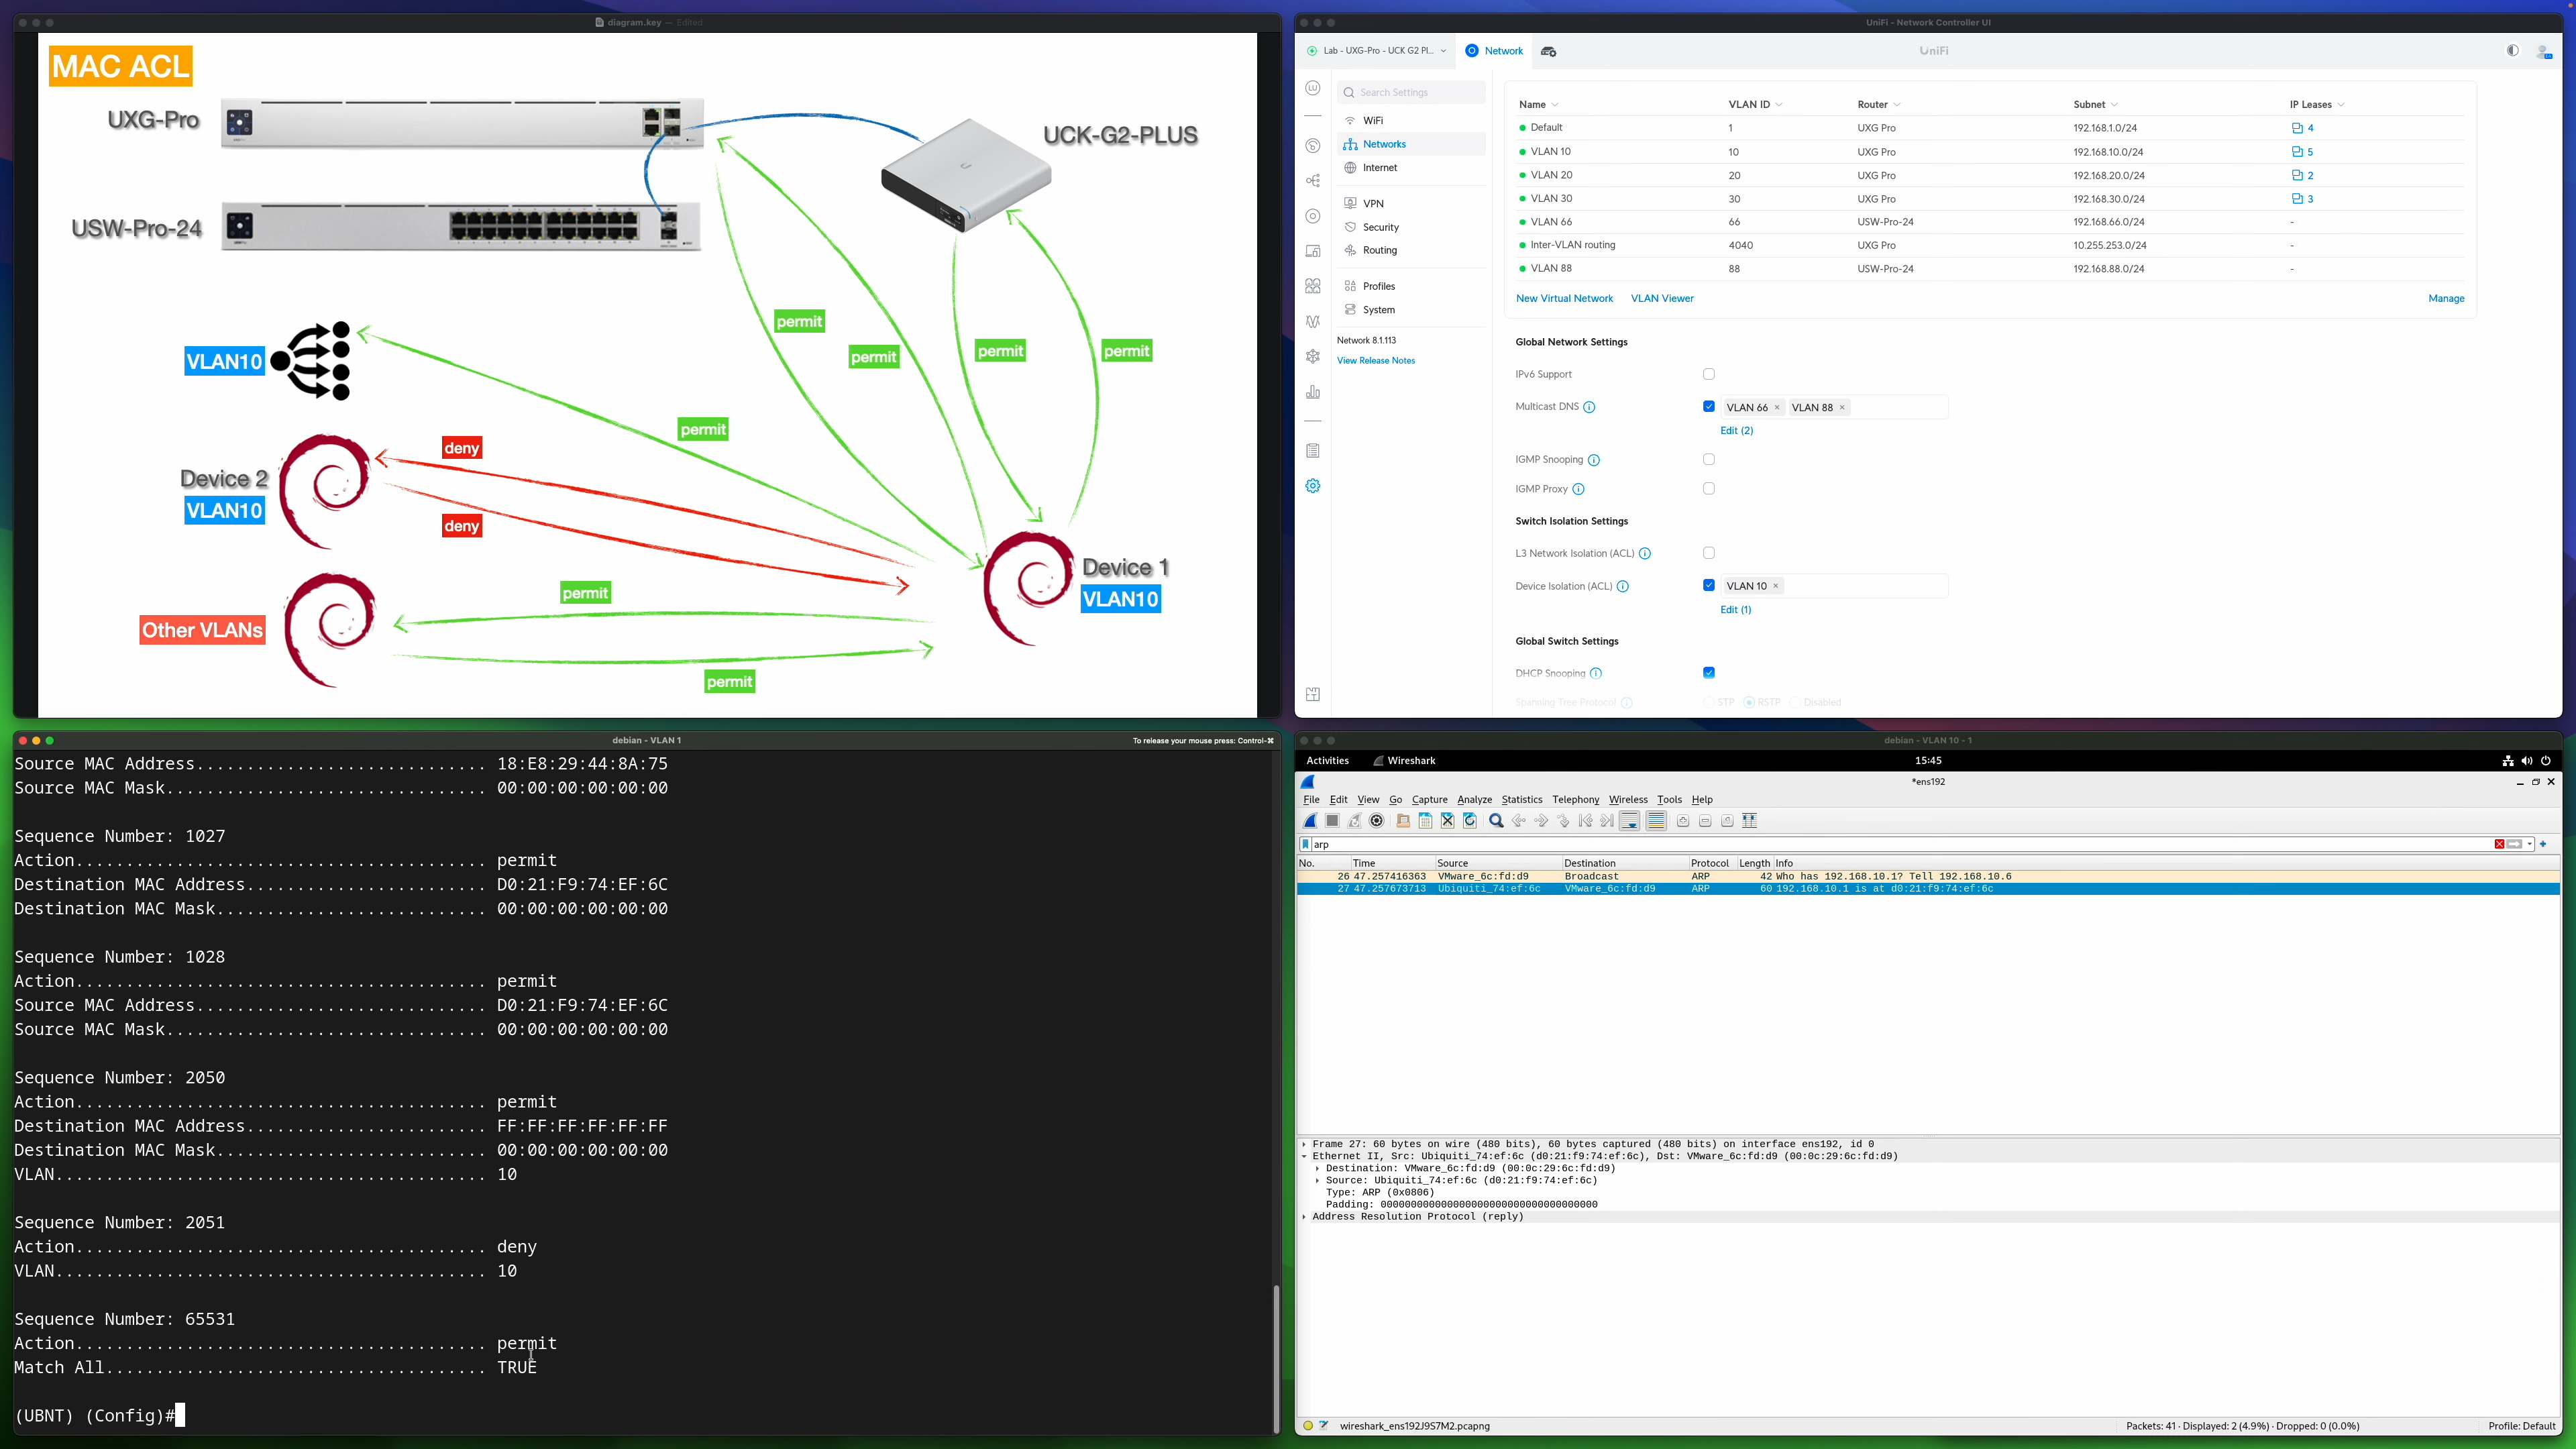 diagram.key — Edited
MAC ACL
UXG-Pro
UCK-G2-PLUS
USW-Pro-24
permit
permit
permit
permit
VLAN10
permit
deny
Device 2
VLAN10
deny
Device 1
VLAN10
permit
Other VLANs
permit
UniFi - Network Controller UI
Lab - UXG-Pro - UCK G2 Pl...
Network
UniFi
Search Settings
WiFi
Networks
Internet
VPN
Security
Routing
Profiles
System
Network 8.1.113
View Release Notes
Name VLAN ID Router Subnet IP Leases
Default 1 UXG Pro 192.168.1.0/24 4
VLAN 10 10 UXG Pro 192.168.10.0/24 5
VLAN 20 20 UXG Pro 192.168.20.0/24 2
VLAN 30 30 UXG Pro 192.168.30.0/24 3
VLAN 66 66 USW-Pro-24 192.168.66.0/24 -
Inter-VLAN routing 4040 UXG Pro 10.255.253.0/24 -
VLAN 88 88 USW-Pro-24 192.168.88.0/24 -
New Virtual Network VLAN Viewer Manage
Global Network Settings
IPv6 Support
Multicast DNS VLAN 66 × VLAN 88 ×
Edit (2)
IGMP Snooping
IGMP Proxy
Switch Isolation Settings
L3 Network Isolation (ACL)
Device Isolation (ACL) VLAN 10 ×
Edit (1)
Global Switch Settings
DHCP Snooping
Spanning Tree Protocol STP RSTP Disabled
debian - VLAN 1
To release your mouse press: Control-⌘
Source MAC Address............................. 18:E8:29:44:8A:75
Source MAC Mask................................ 00:00:00:00:00:00
Sequence Number: 1027
Action......................................... permit
Destination MAC Address........................ D0:21:F9:74:EF:6C
Destination MAC Mask........................... 00:00:00:00:00:00
Sequence Number: 1028
Action......................................... permit
Source MAC Address............................. D0:21:F9:74:EF:6C
Source MAC Mask................................ 00:00:00:00:00:00
Sequence Number: 2050
Action......................................... permit
Destination MAC Address........................ FF:FF:FF:FF:FF:FF
Destination MAC Mask........................... 00:00:00:00:00:00
VLAN........................................... 10
Sequence Number: 2051
Action......................................... deny
VLAN........................................... 10
Sequence Number: 65531
Action......................................... permit
Match All...................................... TRUE
(UBNT) (Config)#
debian - VLAN 10 - 1
Activities Wireshark 15:45
*ens192
File Edit View Go Capture Analyze Statistics Telephony Wireless Tools Help
arp
No. Time Source Destination Protocol Length Info
26 47.257416363 VMware_6c:fd:d9 Broadcast ARP 42 Who has 192.168.10.1? Tell 192.168.10.6
27 47.257673713 Ubiquiti_74:ef:6c VMware_6c:fd:d9 ARP 60 192.168.10.1 is at d0:21:f9:74:ef:6c
Frame 27: 60 bytes on wire (480 bits), 60 bytes captured (480 bits) on interface ens192, id 0
Ethernet II, Src: Ubiquiti_74:ef:6c (d0:21:f9:74:ef:6c), Dst: VMware_6c:fd:d9 (00:0c:29:6c:fd:d9)
Destination: VMware_6c:fd:d9 (00:0c:29:6c:fd:d9)
Source: Ubiquiti_74:ef:6c (d0:21:f9:74:ef:6c)
Type: ARP (0x0806)
Padding: 000000000000000000000000000000000000
Address Resolution Protocol (reply)
wireshark_ens192J9S7M2.pcapng
Packets: 41 · Displayed: 2 (4.9%) · Dropped: 0 (0.0%)
Profile: Default